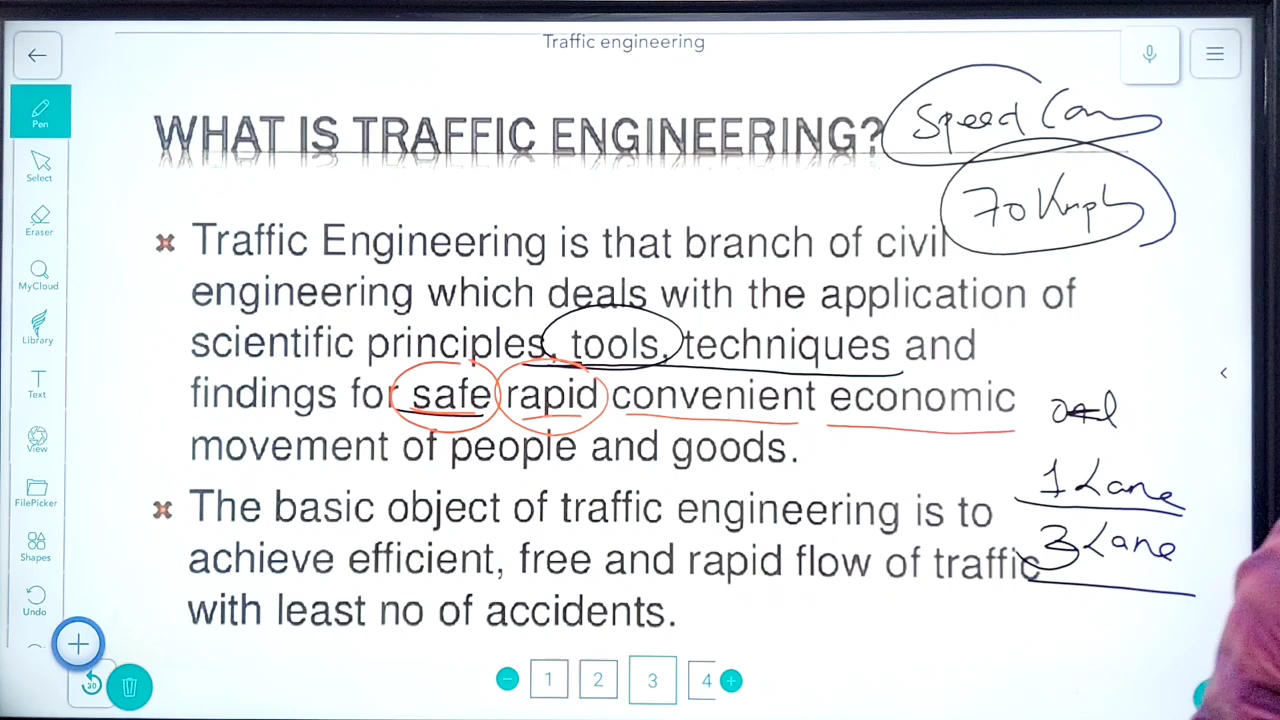 Traffic engineering
WHAT IS TRAFFIC ENGINEERING?
Speed Cam
70 Kmph
Traffic Engineering is that branch of civil
engineering which deals with the application of
scientific principles, tools, techniques and
findings for safe rapid convenient economic
movement of people and goods.
1 Lane
The basic object of traffic engineering is to
3 Lane
achieve efficient, free and rapid flow of traffic
with least no of accidents.
Pen
Select
Eraser
MyCloud
Library
Text
View
FilePicker
Shapes
Undo
30
1 2 3 4